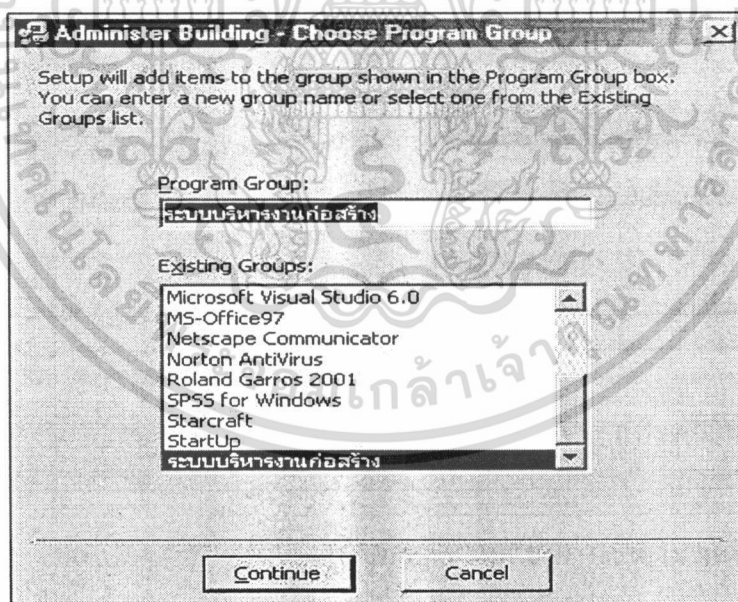 Administer Building - Choose Program Group
Setup will add items to the group shown in the Program Group box.
You can enter a new group name or select one from the Existing
Groups list.
Program Group:
ระบบบริหารงานก่อสร้าง
Existing Groups:
Microsoft Visual Studio 6.0
MS-Office97
Netscape Communicator
Norton AntiVirus
Roland Garros 2001
SPSS for Windows
Starcraft
StartUp
ระบบบริหารงานก่อสร้าง
Continue
Cancel